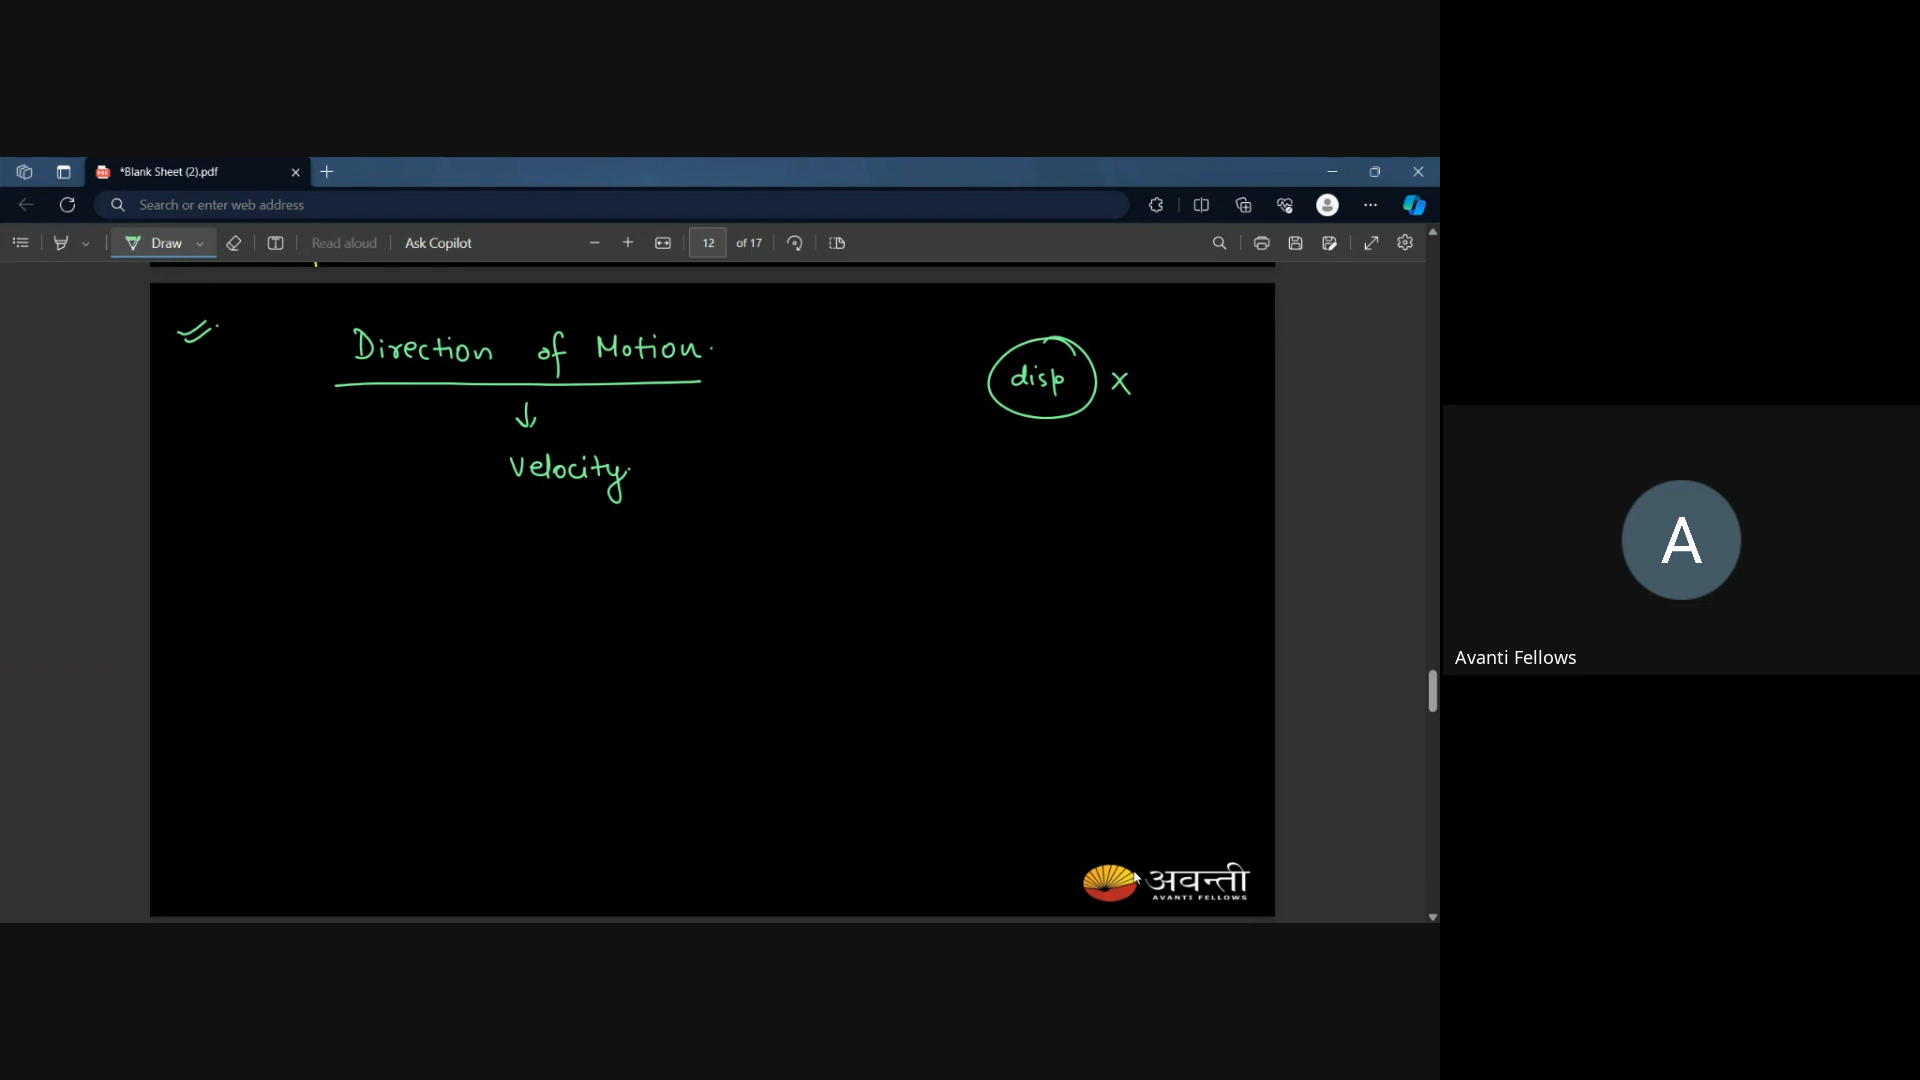 *Blank Sheet (2).pdf
Search or enter web address
Draw
Read aloud
Ask Copilot
12 of 17
Direction of Motion.
disp X
↓
Velocity.
अवन्ती
AVANTI FELLOWS
A
Avanti Fellows